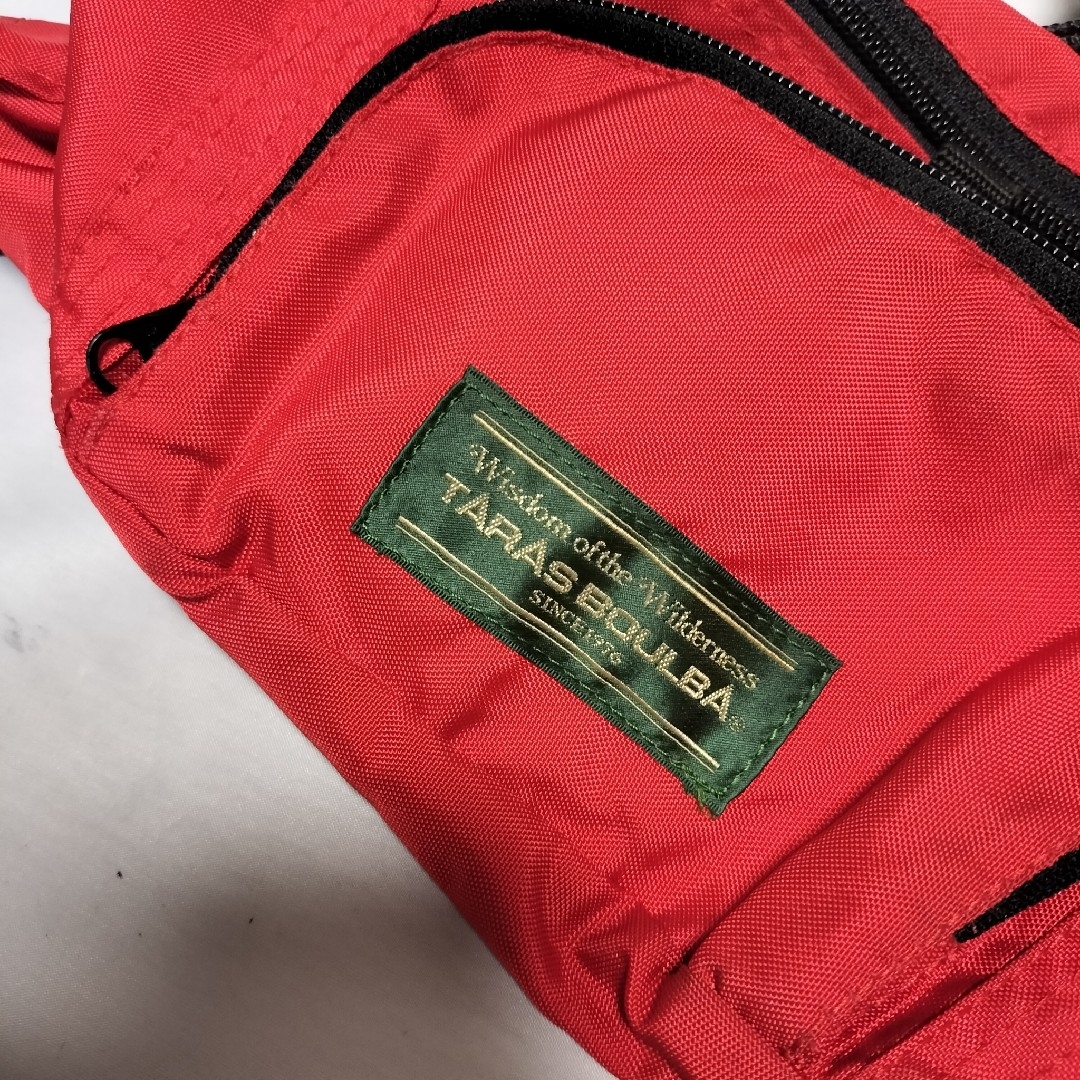 Wisdom of the Wilderness
TARAS BOULBA®
SINCE 1976